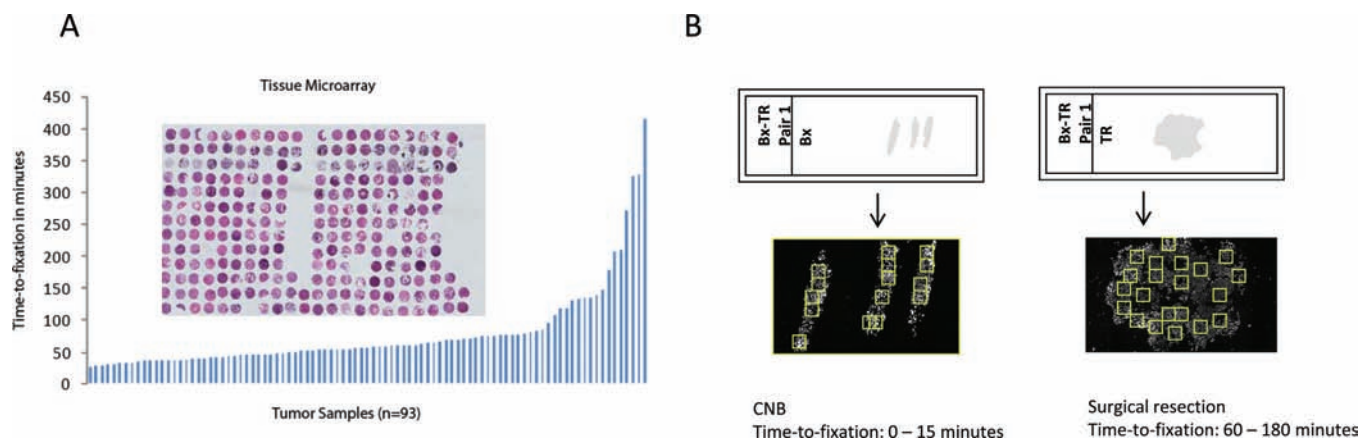 A
Tissue Microarray
450
400
350
300
250
200
150
100
50
0
Time-to-fixation in minutes
Tumor Samples (n=93)
B
Bx-TR
Pair 1
Bx
Bx-TR
Pair 1
TR
CNB
Time-to-fixation: 0 – 15 minutes
Surgical resection
Time-to-fixation: 60 – 180 minutes